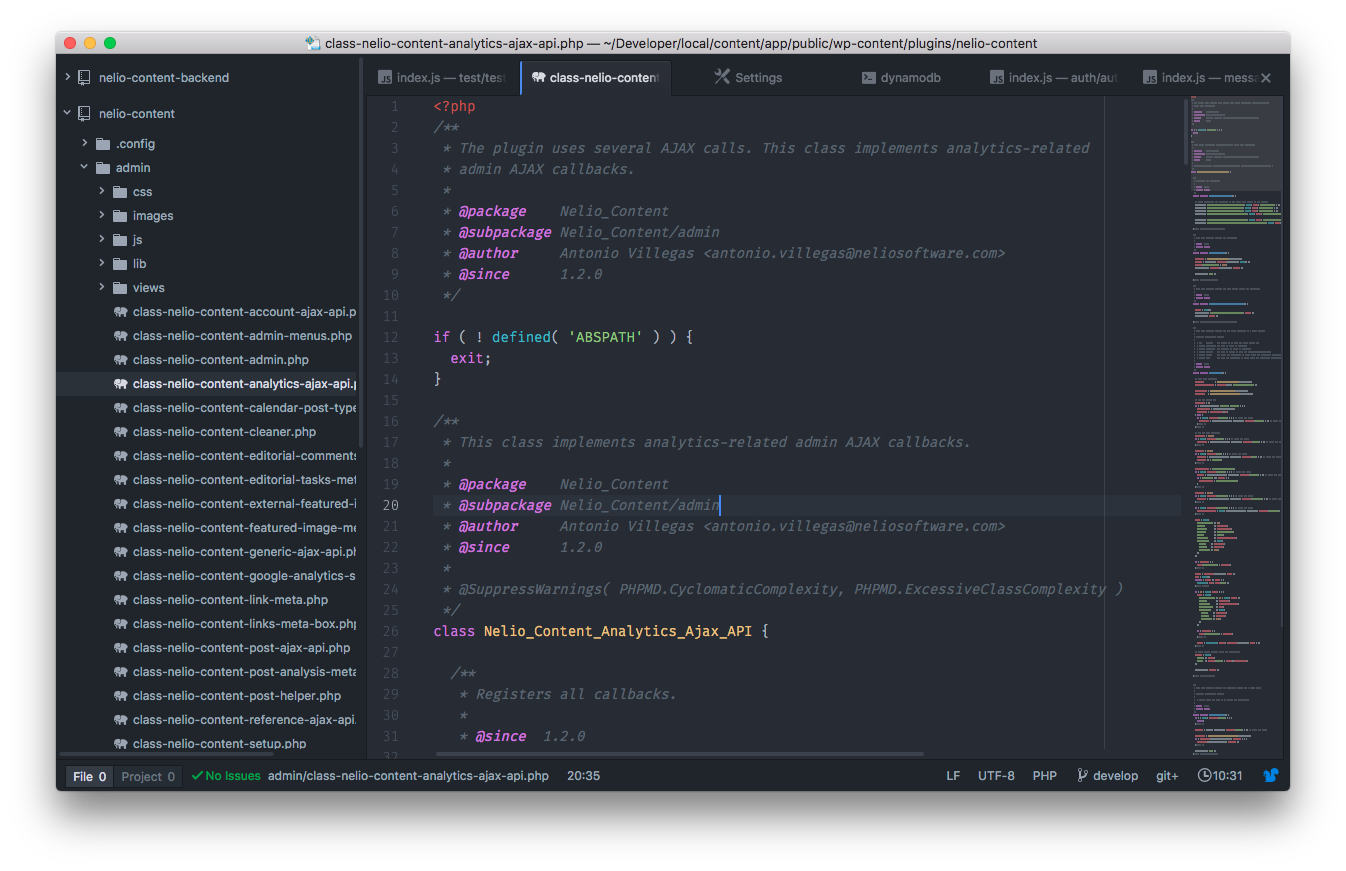 class-nelio-content-analytics-ajax-api.php — ~/Developer/local/content/app/public/wp-content/plugins/nelio-content
nelio-content-backend
nelio-content
.config
admin
css
images
js
lib
views
class-nelio-content-account-ajax-api.p
class-nelio-content-admin-menus.php
class-nelio-content-admin.php
class-nelio-content-analytics-ajax-api.p
class-nelio-content-calendar-post-type
class-nelio-content-cleaner.php
class-nelio-content-editorial-comments
class-nelio-content-editorial-tasks-met
class-nelio-content-external-featured-i
class-nelio-content-featured-image-me
class-nelio-content-generic-ajax-api.ph
class-nelio-content-google-analytics-s
class-nelio-content-link-meta.php
class-nelio-content-links-meta-box.php
class-nelio-content-post-ajax-api.php
class-nelio-content-post-analysis-meta
class-nelio-content-post-helper.php
class-nelio-content-reference-ajax-api.
class-nelio-content-setup.php
JS index.js — test/test
class-nelio-content
Settings
dynamodb
JS index.js — auth/aut
JS index.js — messa
1 <?php
2 /**
3  * The plugin uses several AJAX calls. This class implements analytics-related
4  * admin AJAX callbacks.
5  *
6  * @package    Nelio_Content
7  * @subpackage Nelio_Content/admin
8  * @author     Antonio Villegas <antonio.villegas@neliosoftware.com>
9  * @since      1.2.0
10  */
11
12 if ( ! defined( 'ABSPATH' ) ) {
13   exit;
14 }
15
16 /**
17  * This class implements analytics-related admin AJAX callbacks.
18  *
19  * @package    Nelio_Content
20  * @subpackage Nelio_Content/admin
21  * @author     Antonio Villegas <antonio.villegas@neliosoftware.com>
22  * @since      1.2.0
23  *
24  * @SuppressWarnings( PHPMD.CyclomaticComplexity, PHPMD.ExcessiveClassComplexity )
25  */
26 class Nelio_Content_Analytics_Ajax_API {
27
28   /**
29    * Registers all callbacks.
30    *
31    * @since  1.2.0
32
File 0 Project 0 No Issues admin/class-nelio-content-analytics-ajax-api.php 20:35 LF UTF-8 PHP develop git+ 10:31